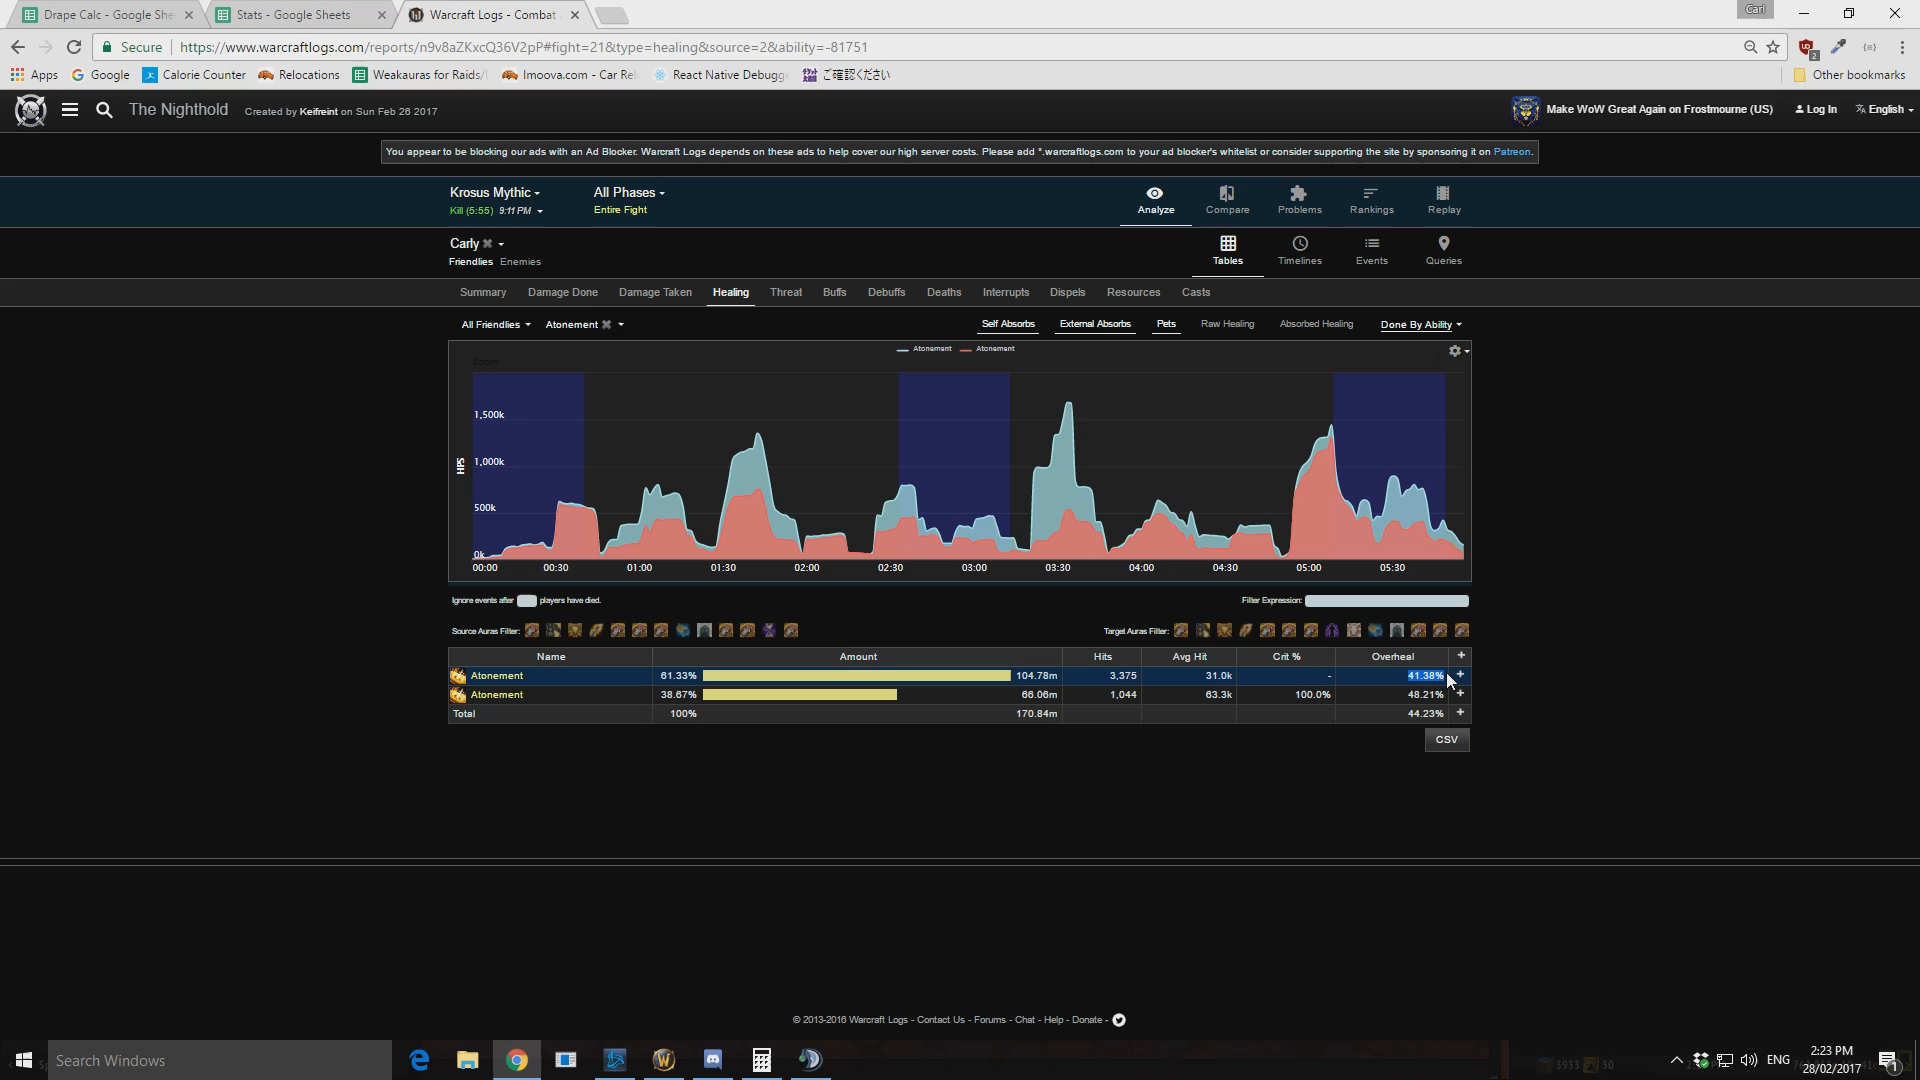 Drape Calc - Google She
Stats - Google Sheets
Warcraft Logs - Combat
Carl
Secure
https://www.warcraftlogs.com/reports/n9v8aZKxcQ36V2pP#fight=21&type=healing&source=2&ability=-81751
2
Apps
Google
Calorie Counter
Relocations
Weakauras for Raids/
Imoova.com - Car Rel
React Native Debugg
ご確認ください
Other bookmarks
The Nighthold
Created by Keifreint on Sun Feb 26 2017
Make WoW Great Again on Frostmourne (US)
Log In
English
You appear to be blocking our ads with an Ad Blocker. Warcraft Logs depends on these ads to help cover our high server costs. Please add *.warcraftlogs.com to your ad blocker's whitelist or consider supporting the site by sponsoring it on Patreon.
Krosus Mythic
All Phases
Kill (5:55) 9:11 PM
Entire Fight
Analyze
Compare
Problems
Rankings
Replay
Carly
Friendlies Enemies
Tables
Timelines
Events
Queries
Summary
Damage Done
Damage Taken
Healing
Threat
Buffs
Debuffs
Deaths
Interrupts
Dispels
Resources
Casts
All Friendlies
Atonement
Self Absorbs
External Absorbs
Pets
Raw Healing
Absorbed Healing
Done By Ability
Atonement
Atonement
Zoom
1,500k
1,000k
500k
0k
HPS
00:00 00:30 01:00 01:30 02:00 02:30 03:00 03:30 04:00 04:30 05:00 05:30
Ignore events after players have died.
Filter Expression:
Source Auras Filter:
Target Auras Filter:
Name Amount Hits Avg Hit Crit % Overheal +
Atonement 61.33% 104.78m 3,375 31.0k - 41.38% +
Atonement 38.67% 66.06m 1,044 63.3k 100.0% 48.21% +
Total 100% 170.84m 44.23% +
CSV
© 2013-2016 Warcraft Logs - Contact Us - Forums - Chat - Help - Donate -
Search Windows
3933
30
ENG
2:23 PM
28/02/2017
1